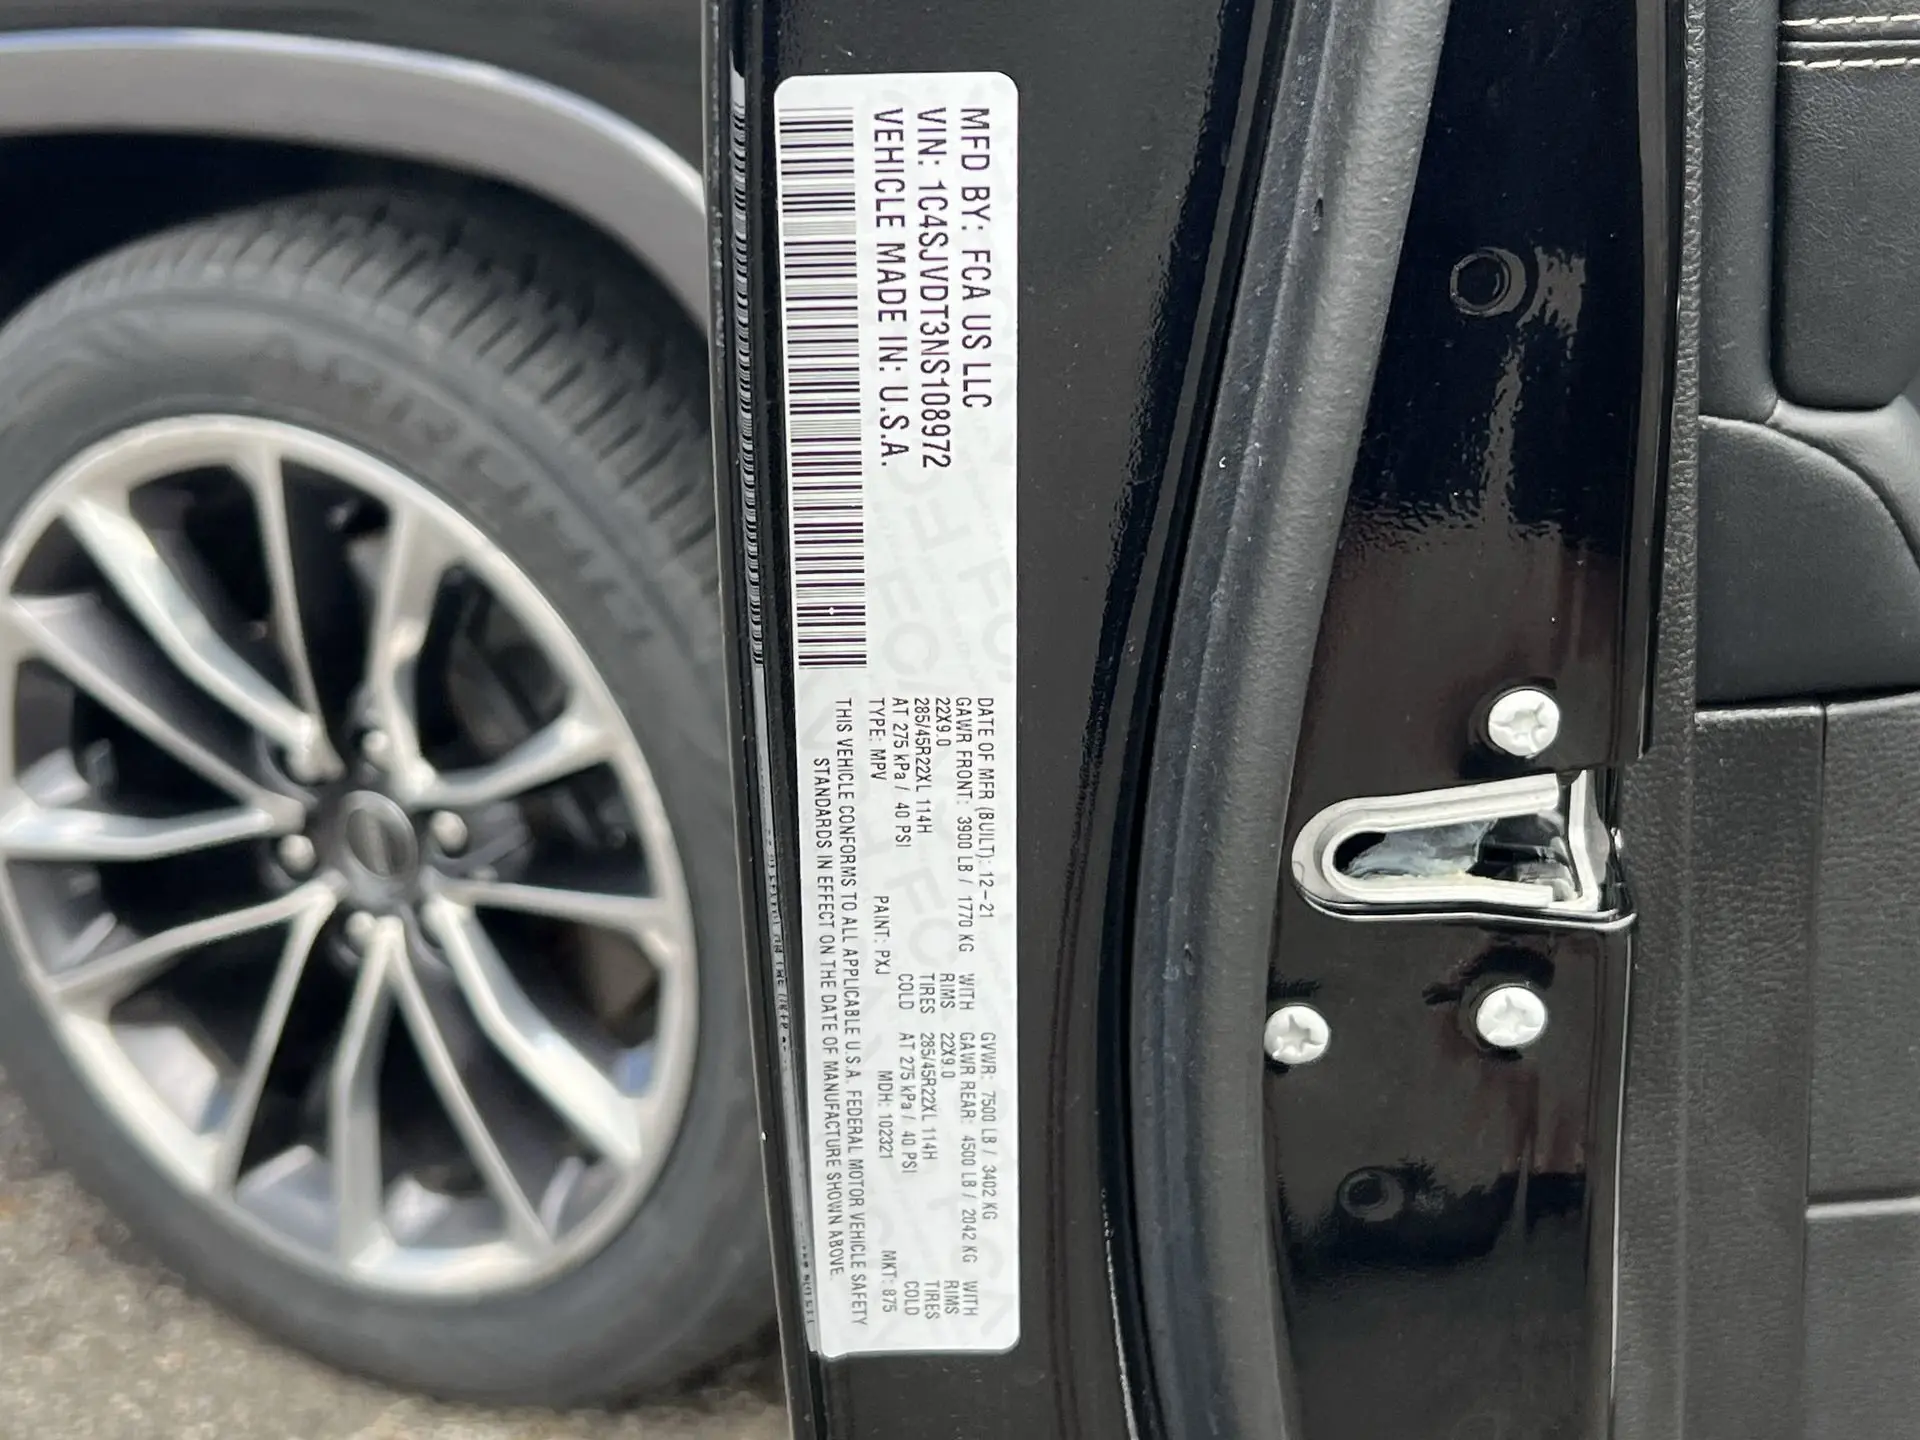 MFD BY: FCA US LLC
VIN: 1C4SJVDT3NS108972
VEHICLE MADE IN: U.S.A.
DATE OF MFR (BUILT): 12-21 GVWR: 7500 LB / 3402 KG
GAWR FRONT: 3900 LB / 1770 KG WITH GAWR REAR: 4500 LB / 2042 KG WITH
22X9.0 RIMS 22X9.0 RIMS
285/45R22XL 114H TIRES 285/45R22XL 114H TIRES
AT 275 kPa / 40 PSI COLD AT 275 kPa / 40 PSI COLD
TYPE: MPV PAINT: PXJ MDH: 102321 MKT: 875
THIS VEHICLE CONFORMS TO ALL APPLICABLE U.S.A. FEDERAL MOTOR VEHICLE SAFETY
STANDARDS IN EFFECT ON THE DATE OF MANUFACTURE SHOWN ABOVE.